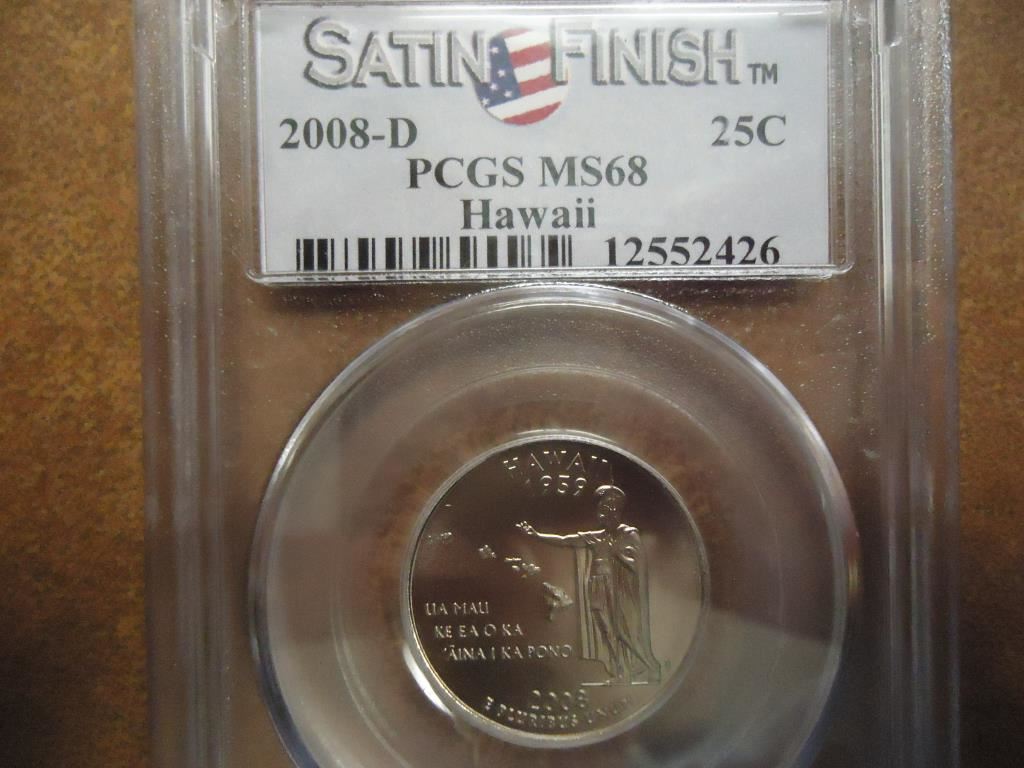 SATIN FINISH™
2008-D 25C
PCGS MS68
Hawaii
12552426
HAWAII
1959
UA MAU
KE EA O KA
ʻĀINA I KA PONO
2008
E PLURIBUS UNUM